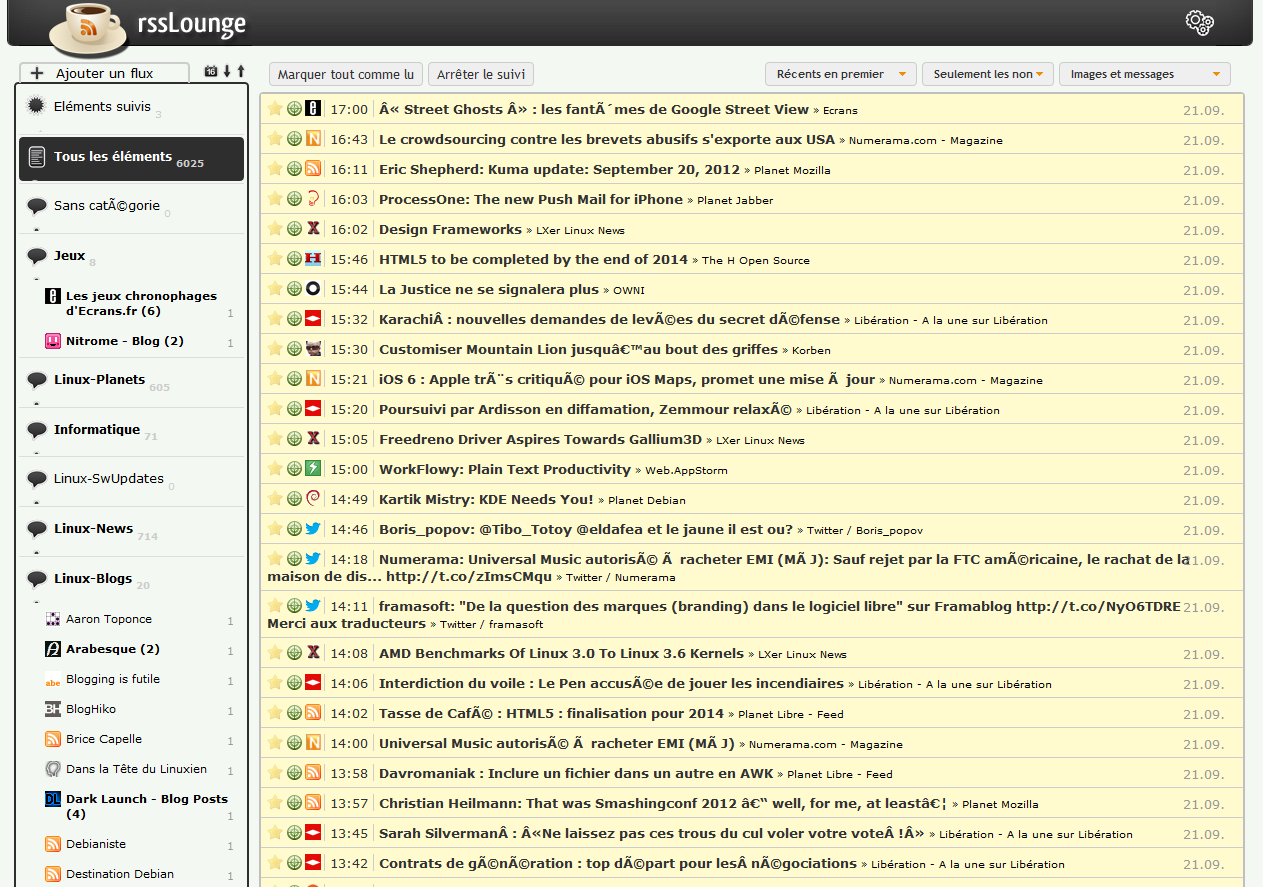 rssLounge
+ Ajouter un flux
Eléments suivis 3
Tous les éléments 6025
Sans catÃ©gorie 0
Jeux 8
Les jeux chronophages
d'Ecrans.fr (6) 1
Nitrome - Blog (2) 1
Linux-Planets 605
Informatique 71
Linux-SwUpdates 0
Linux-News 714
Linux-Blogs 20
Aaron Toponce 1
Arabesque (2) 1
Blogging is futile 1
BlogHiko 1
Brice Capelle 1
Dans la Tête du Linuxien 1
Dark Launch - Blog Posts
(4) 1
Debianiste 1
Destination Debian 1
Marquer tout comme lu Arrêter le suivi Récents en premier Seulement les non Images et messages
17:00 Â« Street Ghosts Â» : les fantÃ´mes de Google Street View » Ecrans 21.09.
16:43 Le crowdsourcing contre les brevets abusifs s'exporte aux USA » Numerama.com - Magazine 21.09.
16:11 Eric Shepherd: Kuma update: September 20, 2012 » Planet Mozilla 21.09.
16:03 ProcessOne: The new Push Mail for iPhone » Planet Jabber 21.09.
16:02 Design Frameworks » LXer Linux News 21.09.
15:46 HTML5 to be completed by the end of 2014 » The H Open Source 21.09.
15:44 La Justice ne se signalera plus » OWNI 21.09.
15:32 KarachiÂ : nouvelles demandes de levÃ©es du secret dÃ©fense » Libération - A la une sur Libération 21.09.
15:30 Customiser Mountain Lion jusquâ€™au bout des griffes » Korben 21.09.
15:21 iOS 6 : Apple trÃ¨s critiquÃ© pour iOS Maps, promet une mise Ã  jour » Numerama.com - Magazine 21.09.
15:20 Poursuivi par Ardisson en diffamation, Zemmour relaxÃ© » Libération - A la une sur Libération 21.09.
15:05 Freedreno Driver Aspires Towards Gallium3D » LXer Linux News 21.09.
15:00 WorkFlowy: Plain Text Productivity » Web.AppStorm 21.09.
14:49 Kartik Mistry: KDE Needs You! » Planet Debian 21.09.
14:46 Boris_popov: @Tibo_Totoy @eldafea et le jaune il est ou? » Twitter / Boris_popov 21.09.
14:18 Numerama: Universal Music autorisÃ© Ã  racheter EMI (MÃ J): Sauf rejet par la FTC amÃ©ricaine, le rachat de la 21.09.
maison de dis... http://t.co/zImsCMqu » Twitter / Numerama
14:11 framasoft: "De la question des marques (branding) dans le logiciel libre" sur Framablog http://t.co/NyO6TDRE 21.09.
Merci aux traducteurs » Twitter / framasoft
14:08 AMD Benchmarks Of Linux 3.0 To Linux 3.6 Kernels » LXer Linux News 21.09.
14:06 Interdiction du voile : Le Pen accusÃ©e de jouer les incendiaires » Libération - A la une sur Libération 21.09.
14:02 Tasse de CafÃ© : HTML5 : finalisation pour 2014 » Planet Libre - Feed 21.09.
14:00 Universal Music autorisÃ© Ã  racheter EMI (MÃ J) » Numerama.com - Magazine 21.09.
13:58 Davromaniak : Inclure un fichier dans un autre en AWK » Planet Libre - Feed 21.09.
13:57 Christian Heilmann: That was Smashingconf 2012 â€“ well, for me, at leastâ€¦ » Planet Mozilla 21.09.
13:45 Sarah SilvermanÂ : Â«Ne laissez pas ces trous du cul voler votre voteÂ !Â» » Libération - A la une sur Libération 21.09.
13:42 Contrats de gÃ©nÃ©ration : top dÃ©part pour lesÂ nÃ©gociations » Libération - A la une sur Libération 21.09.